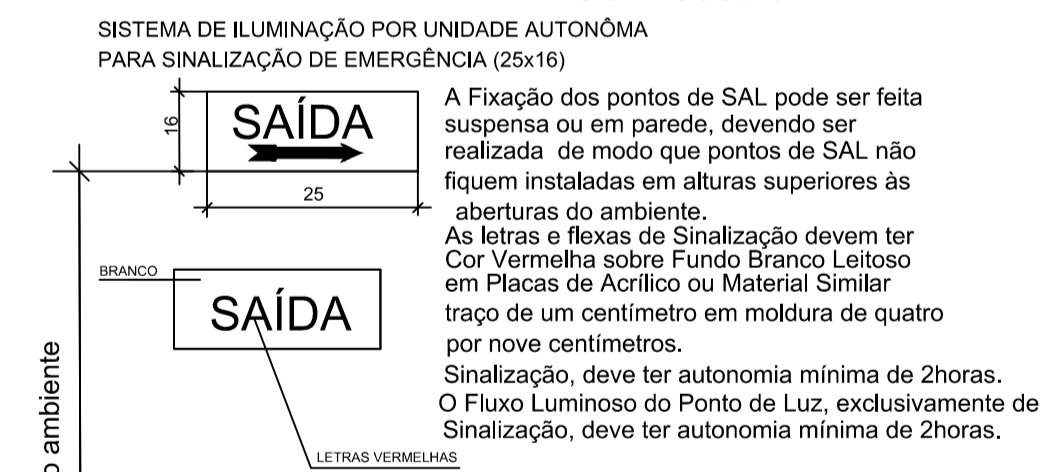 SISTEMA DE ILUMINAÇÃO POR UNIDADE AUTONÔMA
PARA SINALIZAÇÃO DE EMERGÊNCIA (25x16)
16
SAÍDA
25
A Fixação dos pontos de SAL pode ser feita
suspensa ou em parede, devendo ser
realizada de modo que pontos de SAL não
fiquem instaladas em alturas superiores às
aberturas do ambiente.
As letras e flexas de Sinalização devem ter
Cor Vermelha sobre Fundo Branco Leitoso
em Placas de Acrílico ou Material Similar
traço de um centímetro em moldura de quatro
por nove centímetros.
Sinalização, deve ter autonomia mínima de 2horas.
O Fluxo Luminoso do Ponto de Luz, exclusivamente de
Sinalização, deve ter autonomia mínima de 2horas.
BRANCO
SAÍDA
LETRAS VERMELHAS
ambiente